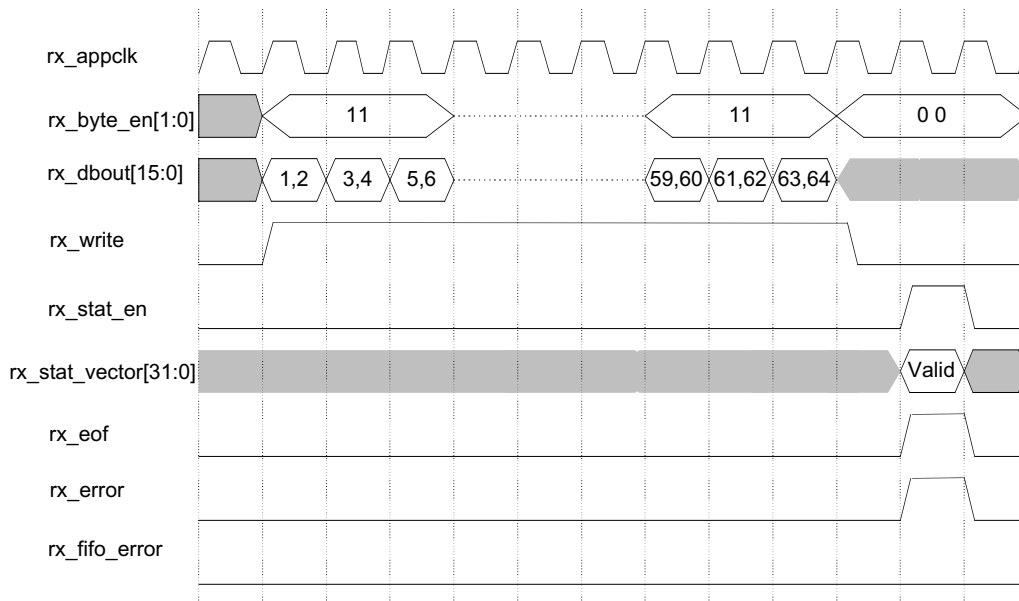 rx_appclk
rx_byte_en[1:0] 11 11 0 0
rx_dbout[15:0] 1,2 3,4 5,6 59,60 61,62 63,64
rx_write
rx_stat_en
rx_stat_vector[31:0] Valid
rx_eof
rx_error
rx_fifo_error